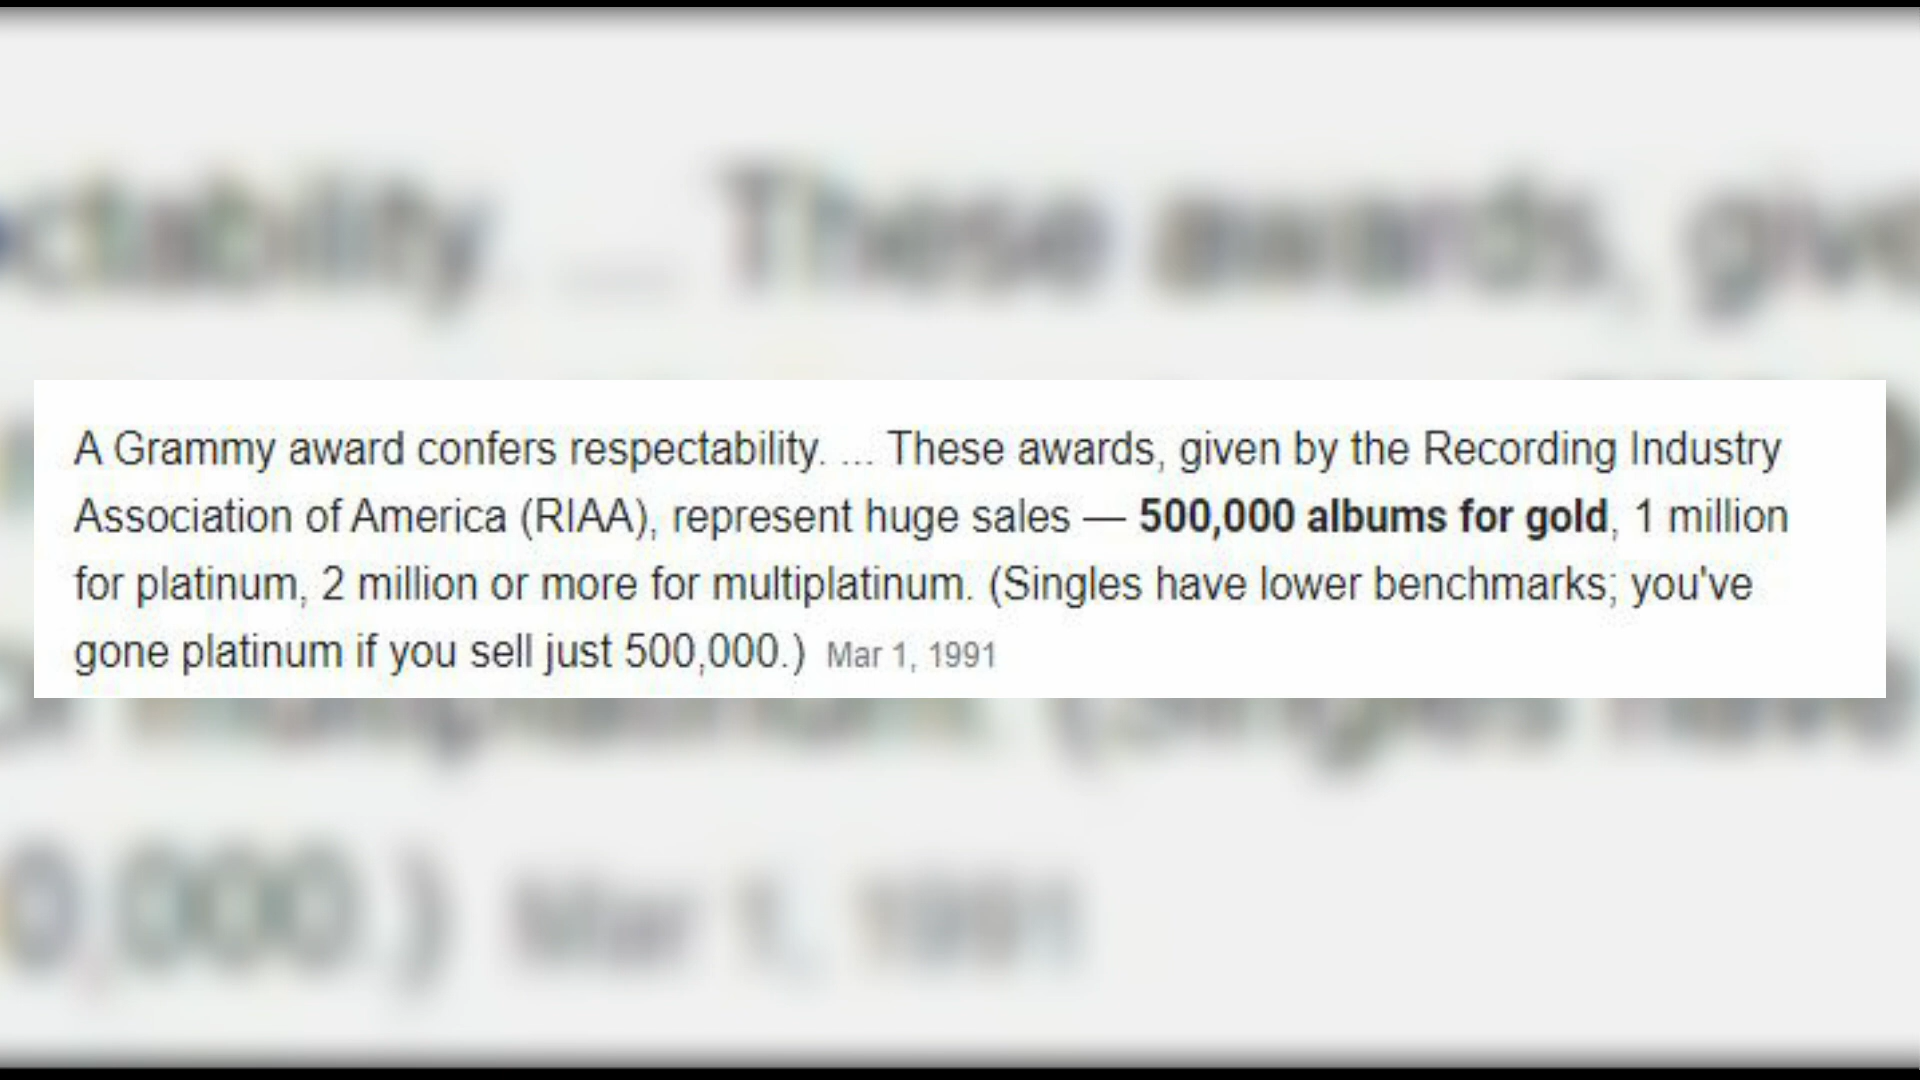 A Grammy award confers respectability. ... These awards, given by the Recording Industry
Association of America (RIAA), represent huge sales — 500,000 albums for gold, 1 million
for platinum, 2 million or more for multiplatinum. (Singles have lower benchmarks; you've
gone platinum if you sell just 500,000.) Mar 1, 1991